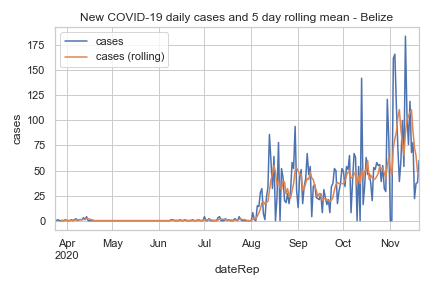 New COVID-19 daily cases and 5 day rolling mean - Belize
cases
cases (rolling)
175
150
125
100
75
50
25
0
cases
Apr May Jun Jul Aug Sep Oct Nov
2020
dateRep